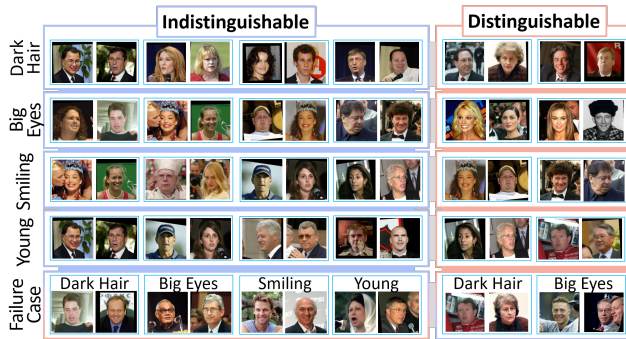 Indistinguishable
Distinguishable
Dark
Hair
Big
Eyes
Smiling
Young
Failure
Case
Dark Hair
Big Eyes
Smiling
Young
Dark Hair
Big Eyes